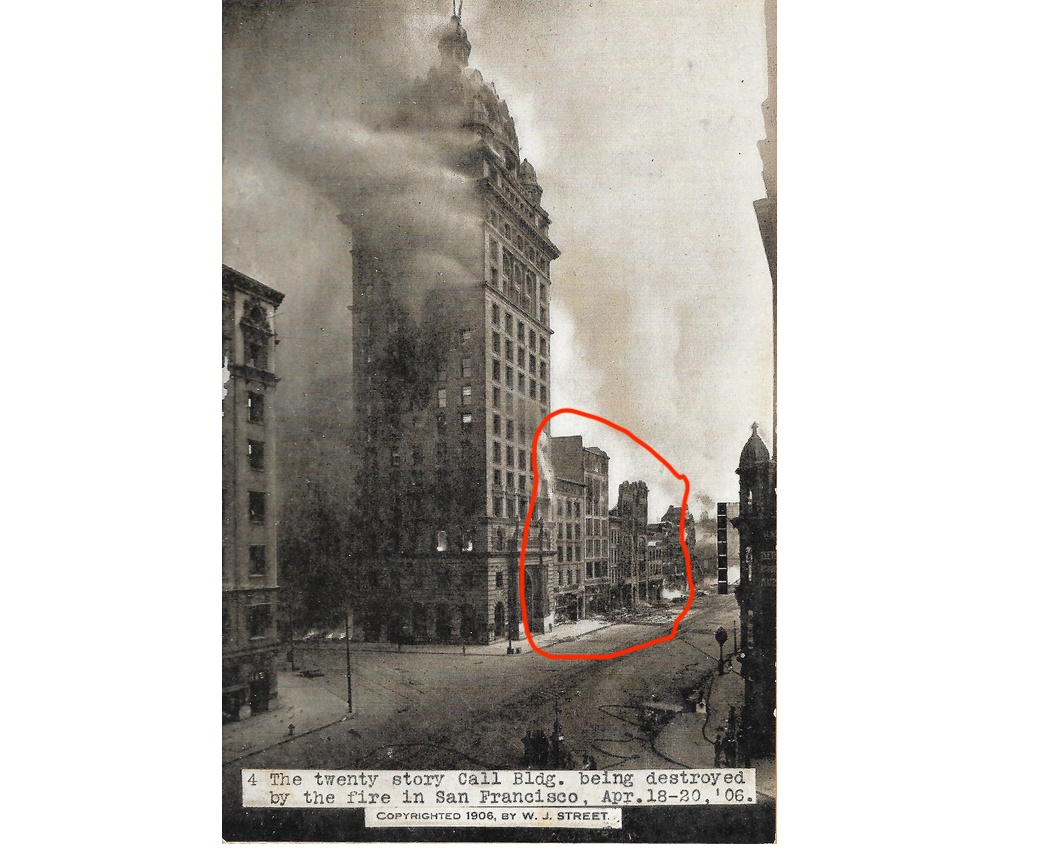 4 The twenty story Call Bldg. being destroyed
by the fire in San Francisco, Apr.18-20,'06.
COPYRIGHTED 1906, BY W. J. STREET.